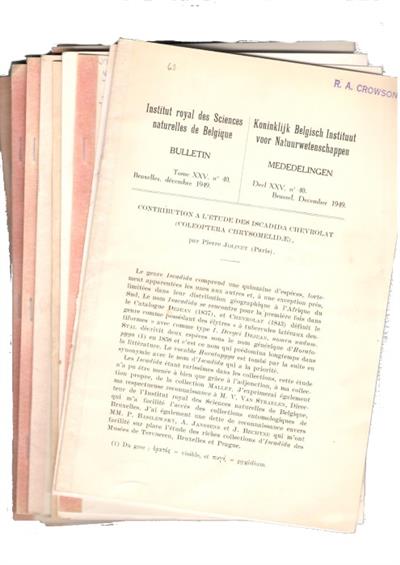 63
R. A. CROWSON
Institut royal des Sciences
naturelles de Belgique
BULLETIN
Tome XXV, n° 40.
Bruxelles, décembre 1949.
Koninklijk Belgisch Instituut
voor Natuurwetenschappen
MEDEDELINGEN
Deel XXV, n° 40.
Brussel, December 1949.
CONTRIBUTION A L'ETUDE DES ISCADIDA CHEVROLAT
(COLEOPTERA CHRYSOMELIDÆ),
par Pierre JOLIVET (Paris).
Le genre Iscadida comprend une quinzaine d'espèces, forte-
ment apparentées les unes aux autres et, à une exception près,
limitées dans leur distribution géographique à l'Afrique du
Sud. Le nom Iscadida se rencontre pour la première fois dans
le Catalogue DEJEAN (1837), et CHEVROLAT (1843) définit le
genre comme possédant des élytres « à tubercules latéraux den-
tiformes » avec comme type I. Dregei DEJEAN, nomen nudum.
STAL décrivit deux espèces sous le nom générique d'Horato-
pyga (1) en 1858 et c'est ce nom qui prédomina longtemps dans
la littérature. Le vocable Horatopyga est tombé par la suite en
synonymie avec le nom d'Iscadida qui a la priorité.
Les Iscadida étant rarissimes dans les collections, cette étude
n'a pu être menée à bien que grâce à l'adjonction, à ma collec-
tion propre, de la collection MALLET. J'exprimerai également
ma respectueuse reconnaissance à M. V. VAN STRAELEN, Direc-
teur de l'Institut royal des Sciences naturelles de Belgique,
qui m'a facilité l'accès des collections entomologiques de
Bruxelles. J'ai également une dette de reconnaissance envers
MM. P. BASILEWSKY, A. JANSSENS et J. BECHYNE qui m'ont
facilité sur place l'étude des riches collections d'Iscadida des
Musées de Tervueren, Bruxelles et Prague.
(1) Du grec : ὁρατός = visible, et πυγή = pygidium.